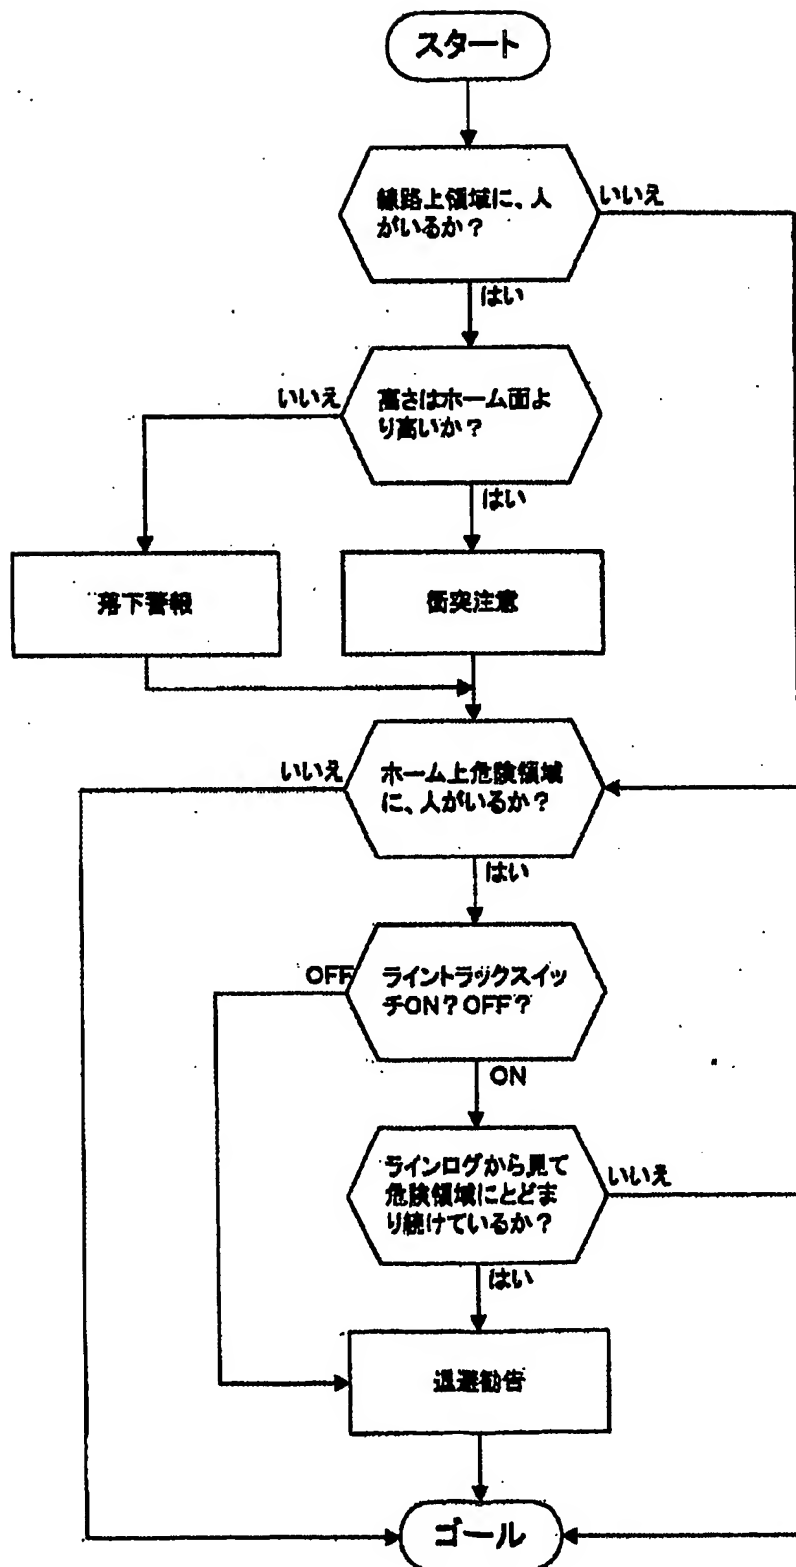 スタート
線路上領域に、人
がいるか？
いいえ
はい
いいえ
高さはホーム面よ
り高いか？
はい
落下警報
衝突注意
いいえ
ホーム上危険領域
に、人がいるか？
はい
OFF
ライントラックスイッ
チON？OFF？
ON
ラインログから見て
危険領域にとどま
り続けているか？
いいえ
はい
退避勧告
ゴール